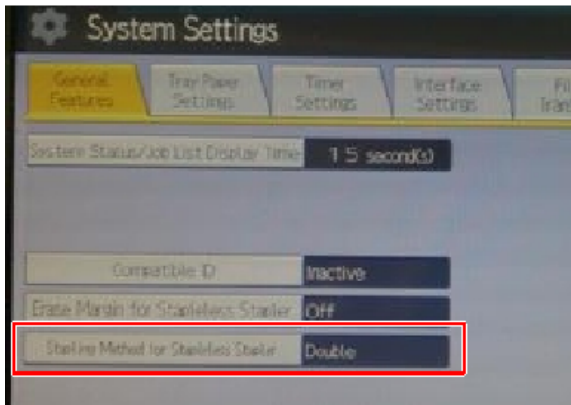 System Settings
General Features
Tray Paper Settings
Timer Settings
Interface Settings
System Status/Job List Display Time 15 second(s)
Compatible ID Inactive
Erase Margin for Stapleless Stapler Off
Stapling Method for Stapleless Stapler Double